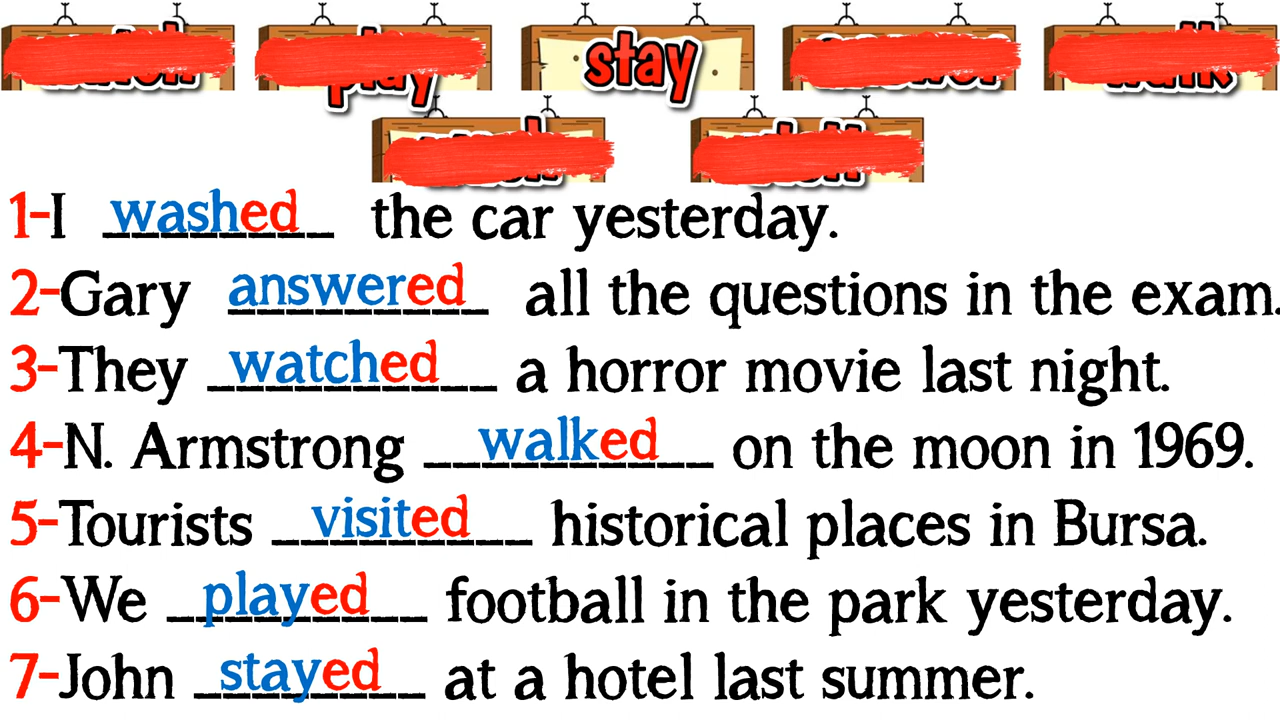 stay
1-I washed the car yesterday.
2-Gary answered all the questions in the exam.
3-They watched a horror movie last night.
4-N. Armstrong walked on the moon in 1969.
5-Tourists visited historical places in Bursa.
6-We played football in the park yesterday.
7-John stayed at a hotel last summer.